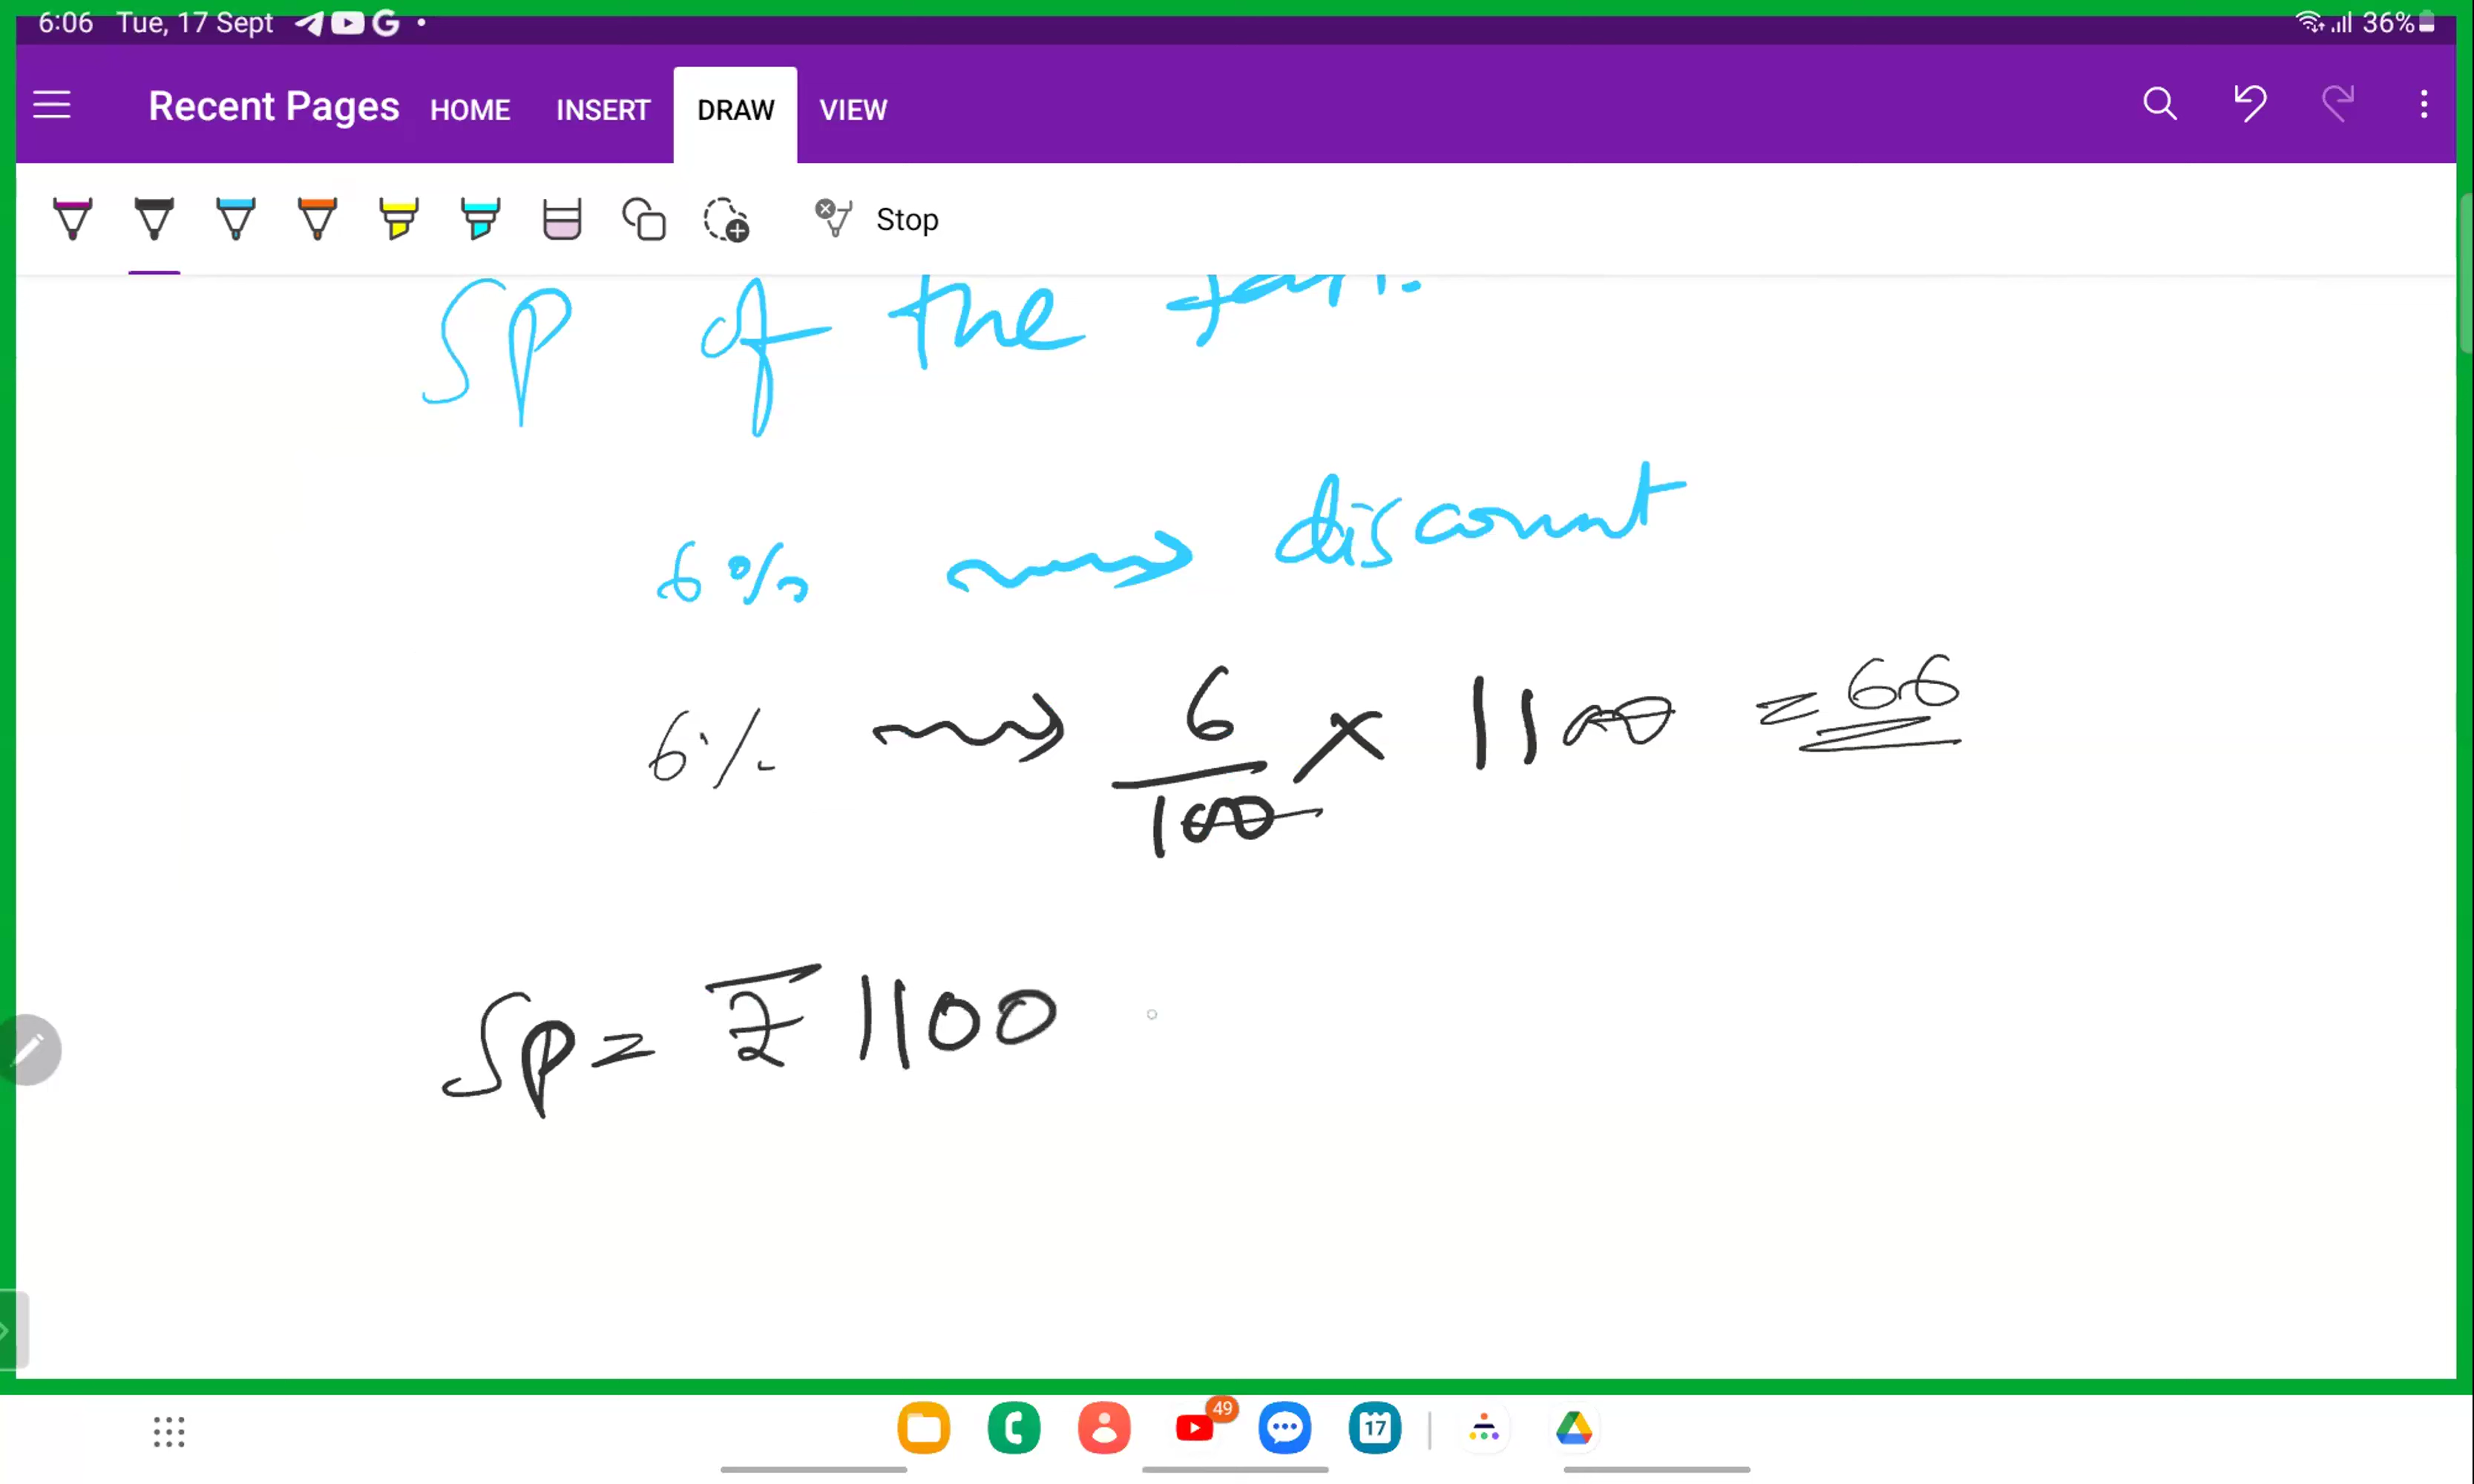 6:06 Tue, 17 Sept 36%
Recent Pages HOME INSERT DRAW VIEW
Stop
SP of the fan.
6% discount
6% 6/100 × 1100 = 66
SP = ₹ 1100
49
17